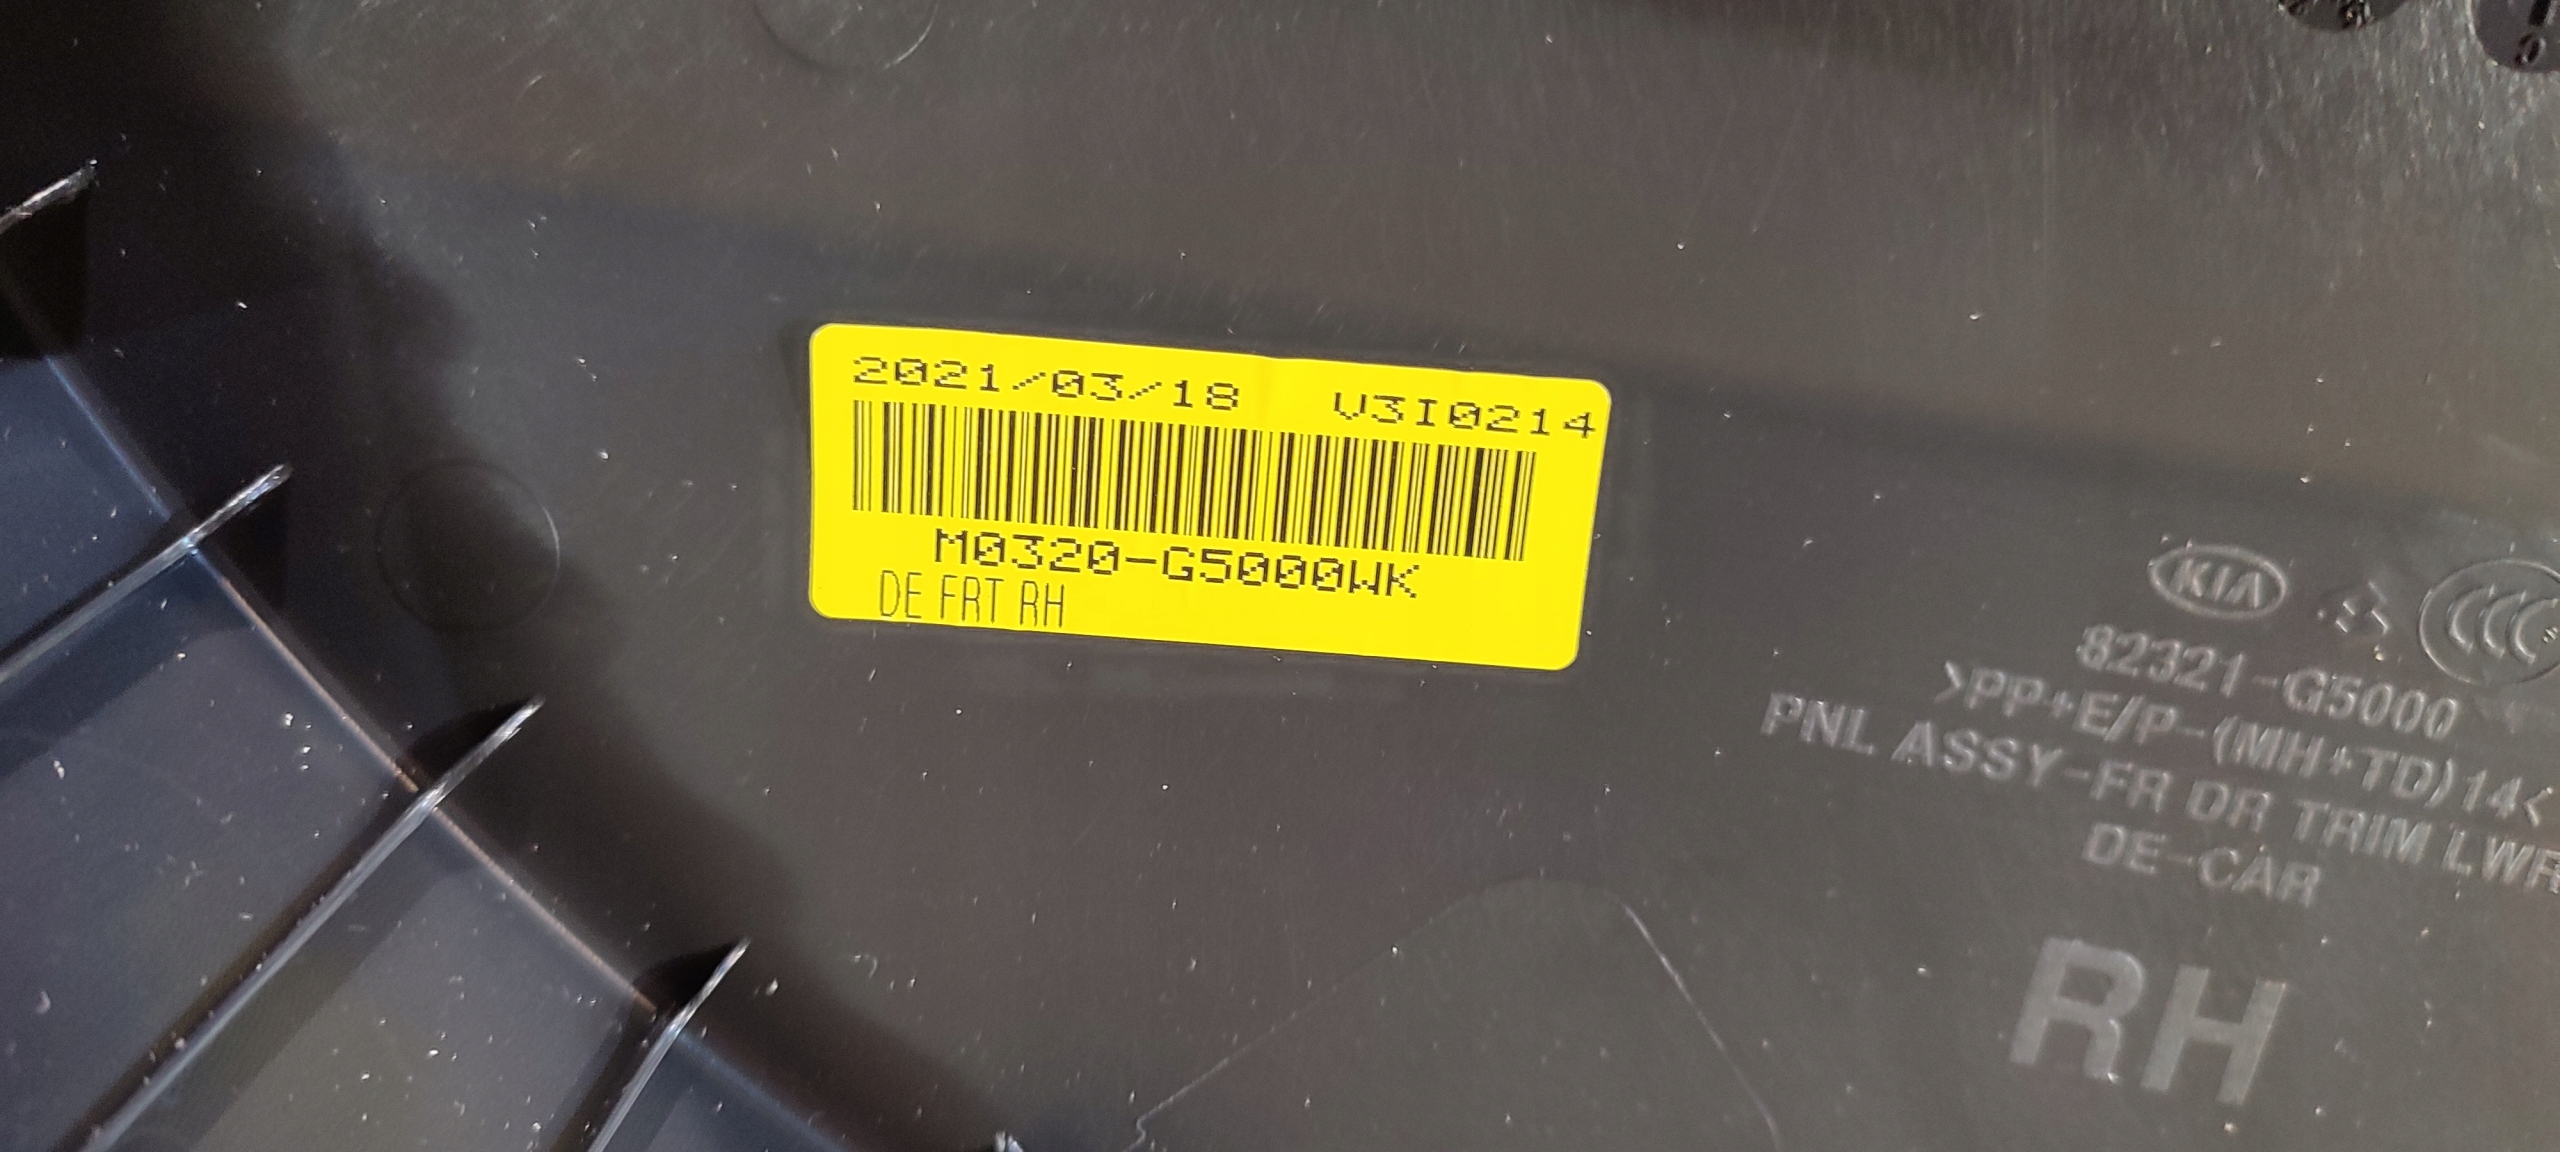 2021/03/18 V3I0214
M0320-G5000WK
DE FRT RH
KIA
CCC
82321-G5000
>PP+E/P-(MH+TD)14<
PNL ASSY-FR DR TRIM LWR
DE-CAR
RH